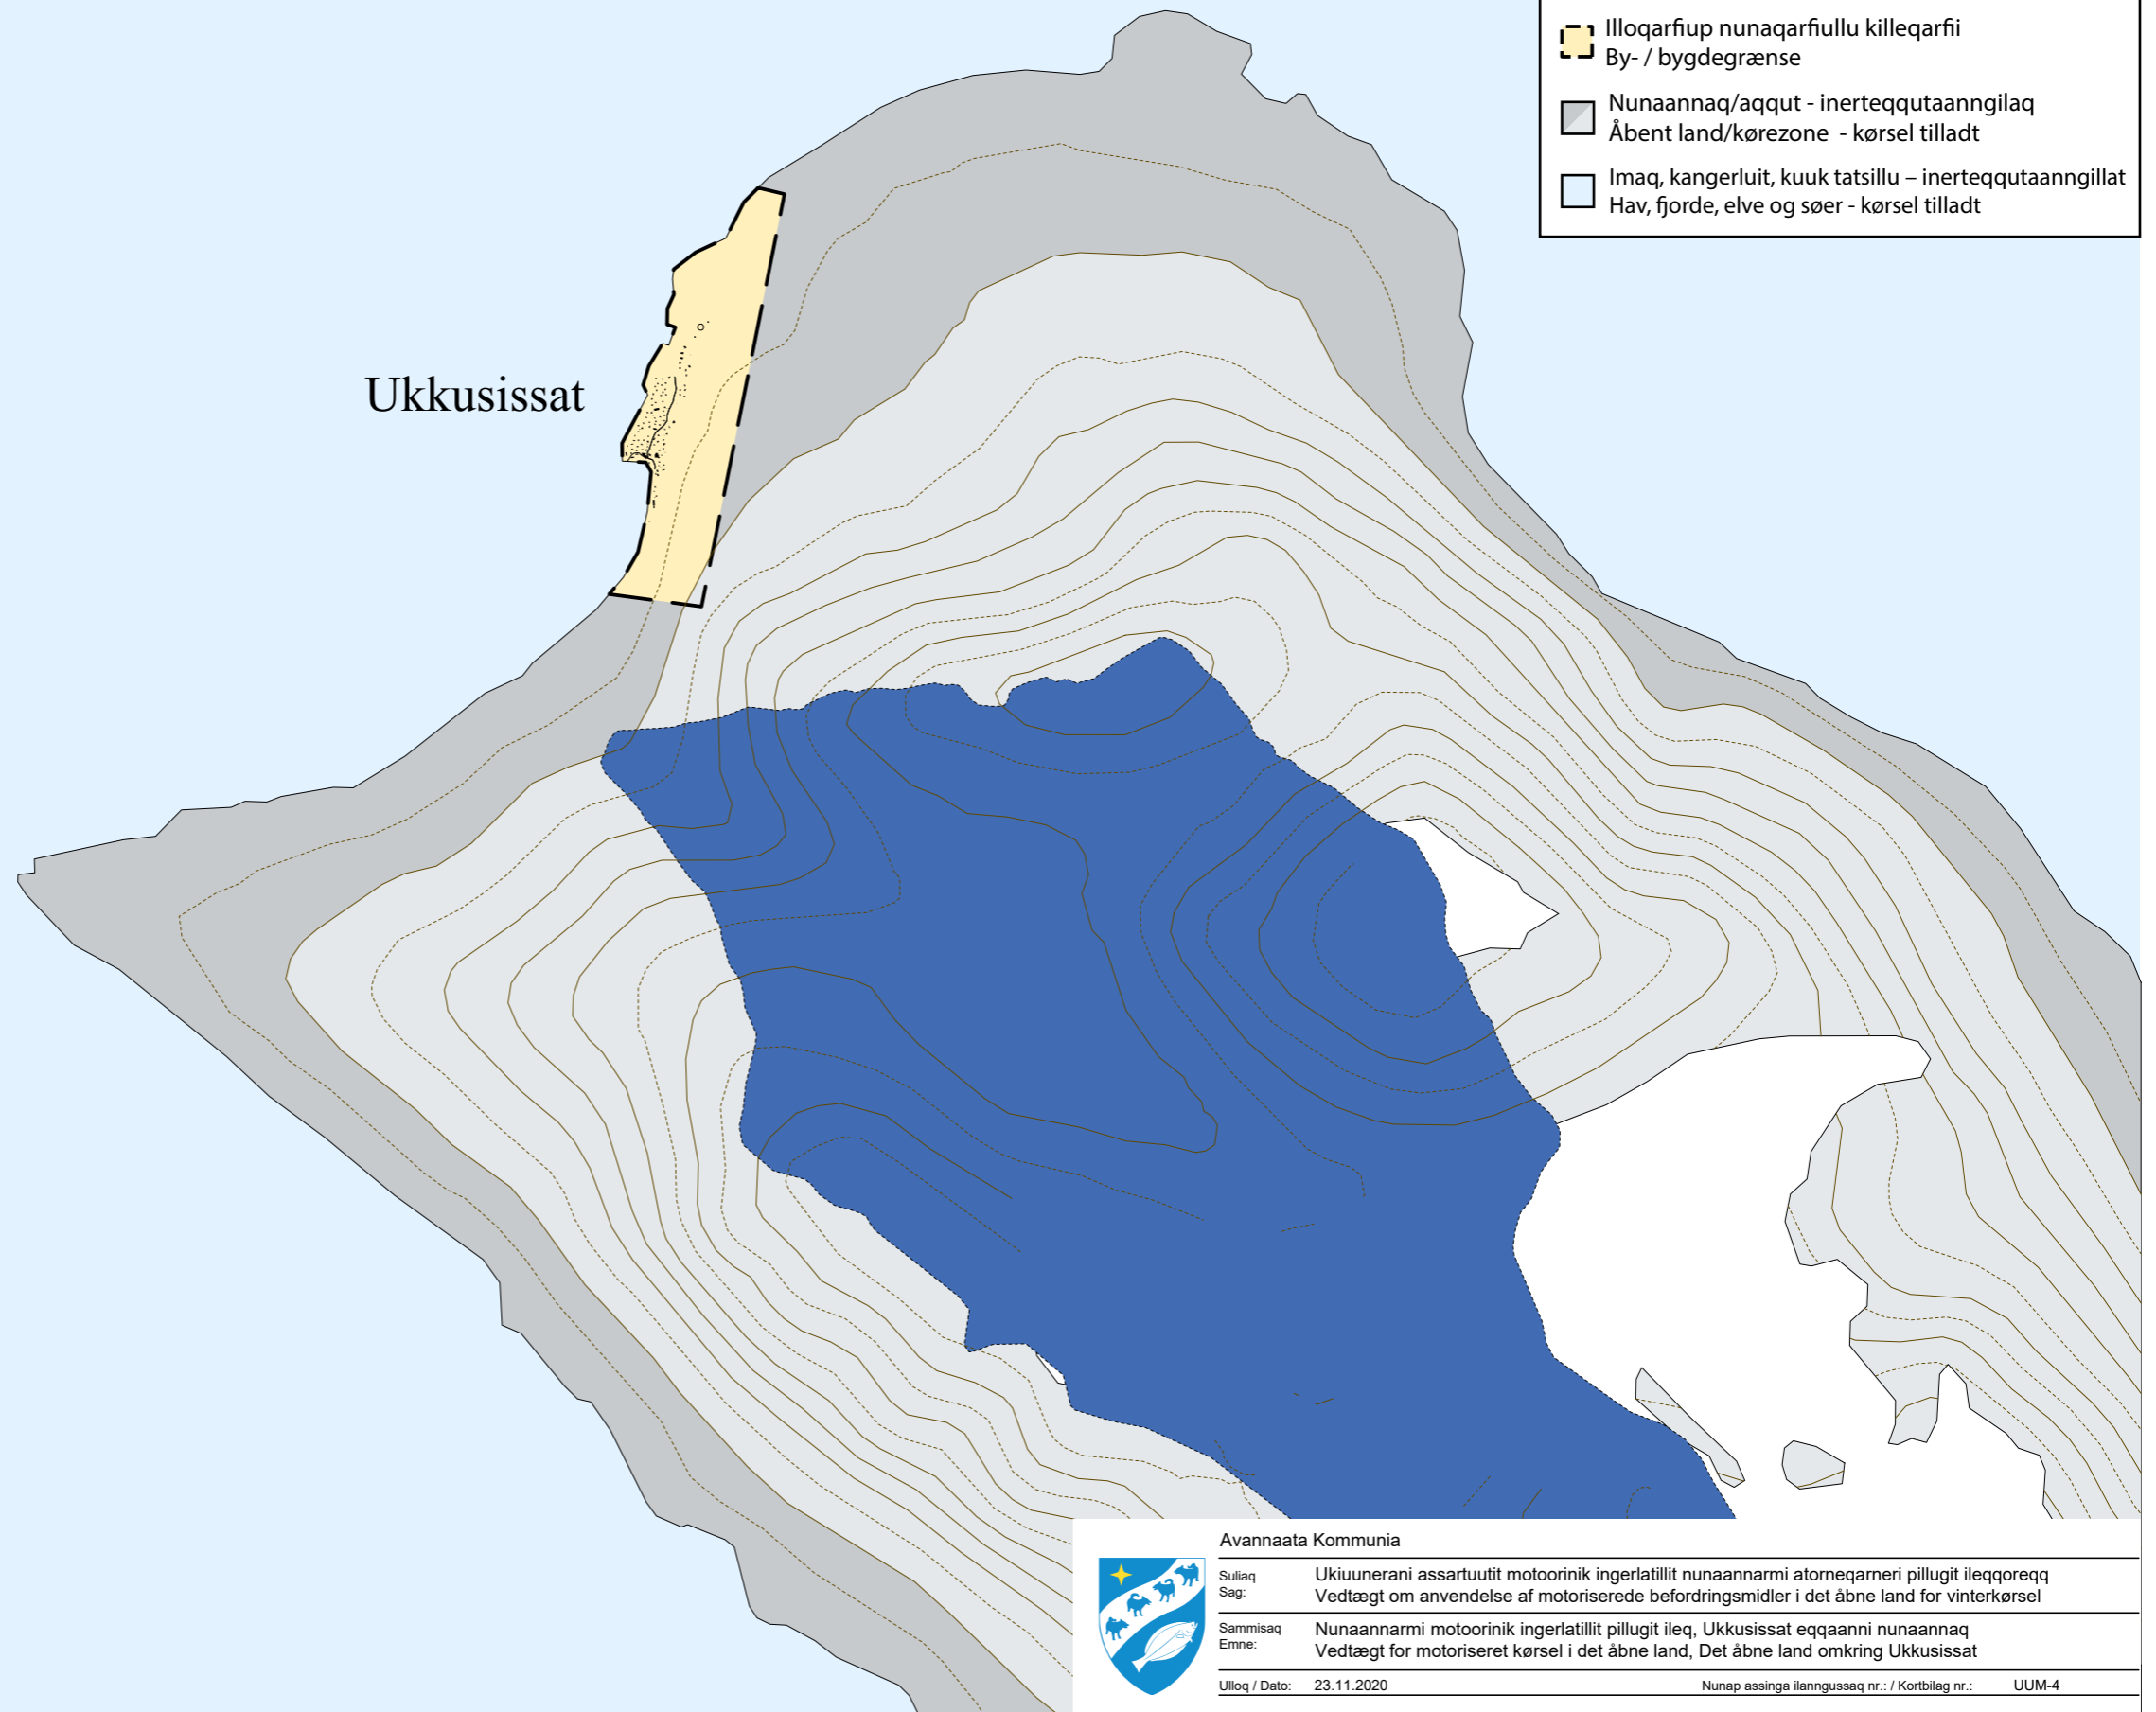 Illoqarfiup nunaqarfiullu killeqarfii
By- / bygdegrænse
Nunaannaq/aqqut - inerteqqutaanngilaq
Åbent land/kørezone - kørsel tilladt
Imaq, kangerluit, kuuk tatsillu – inerteqqutaanngillat
Hav, fjorde, elve og søer - kørsel tilladt
Ukkusissat
Avannaata Kommunia
Suliaq
Sag:
Ukiuunerani assartuutit motoorinik ingerlatillit nunaannarmi atorneqarneri pillugit ileqqoreqq
Vedtægt om anvendelse af motoriserede befordringsmidler i det åbne land for vinterkørsel
Sammisaq
Emne:
Nunaannarmi motoorinik ingerlatillit pillugit ileq, Ukkusissat eqqaanni nunaannaq
Vedtægt for motoriseret kørsel i det åbne land, Det åbne land omkring Ukkusissat
Ulloq / Dato: 23.11.2020 Nunap assinga ilanngussaq nr.: / Kortbilag nr.: UUM-4